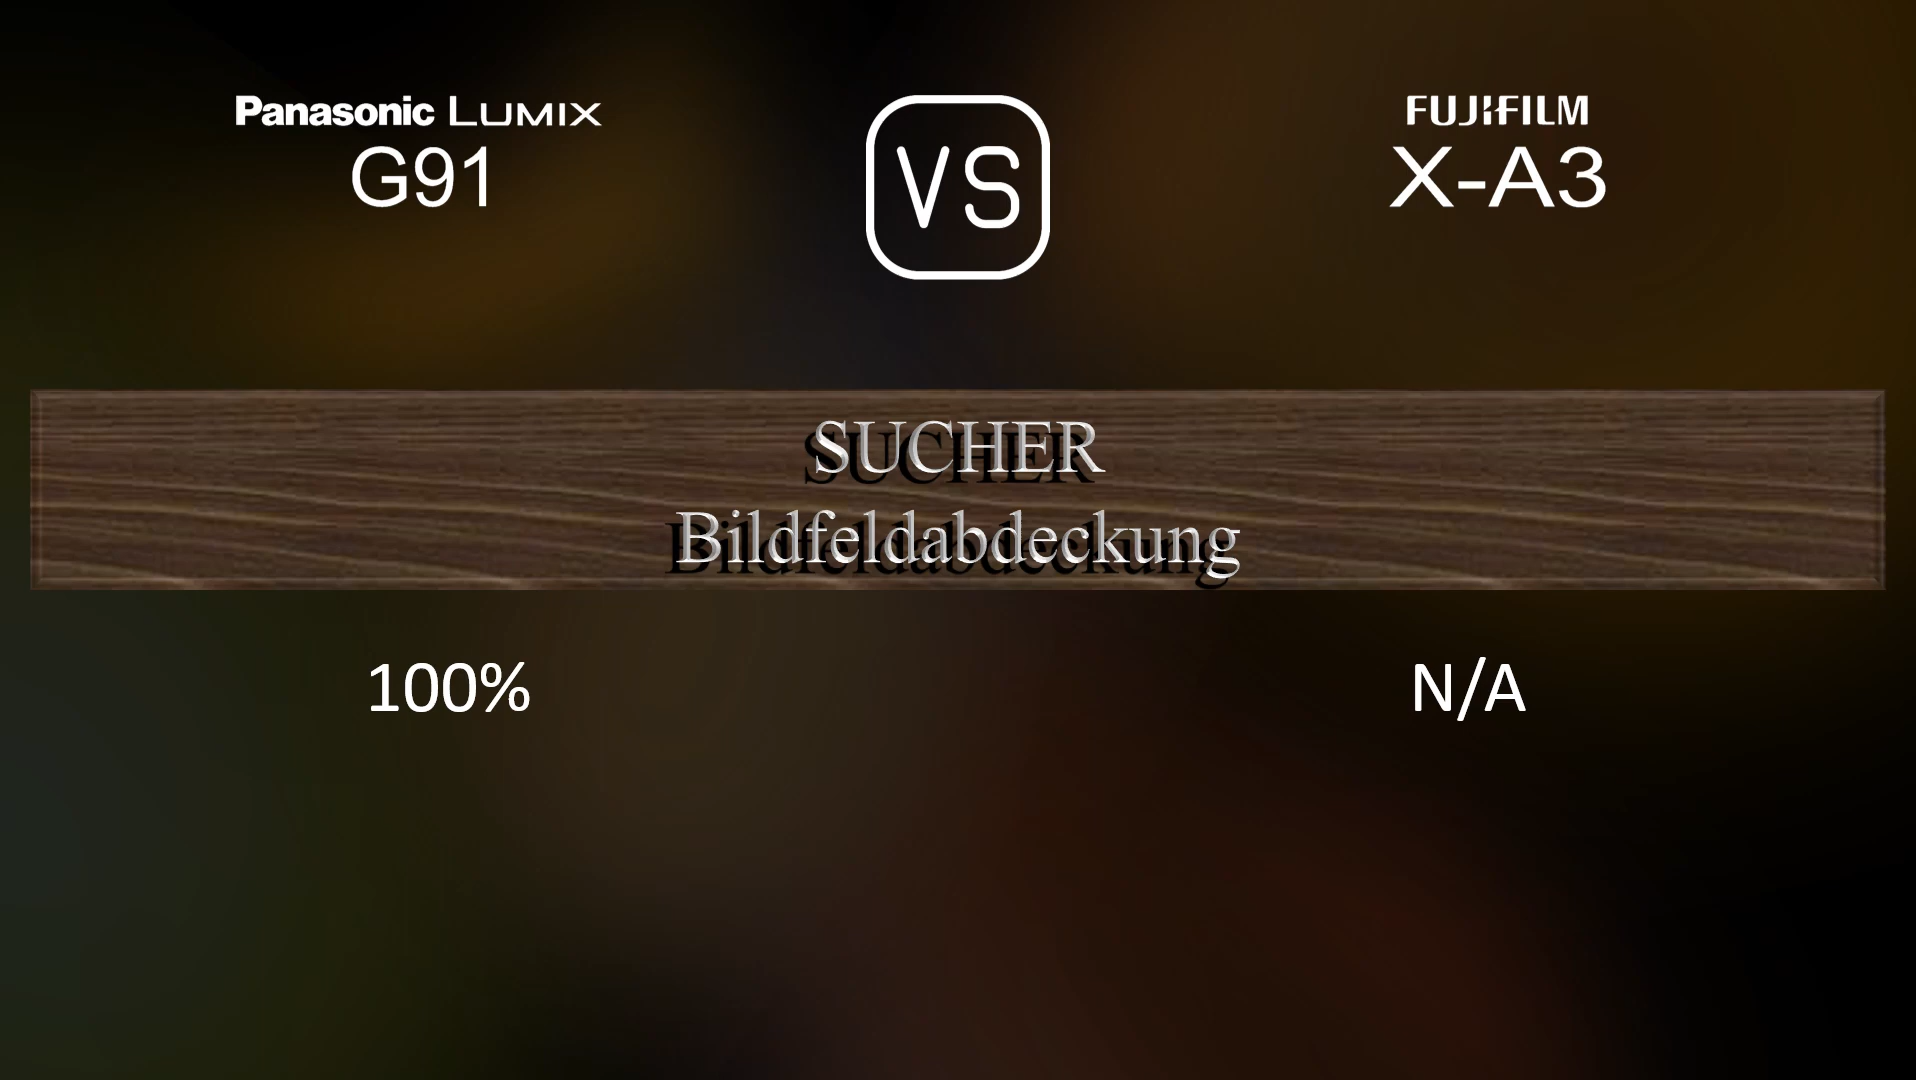 Panasonic LUMIX
G91
VS
FUJIFILM
X-A3
SUCHER
Bildfeldabdeckung
100%
N/A